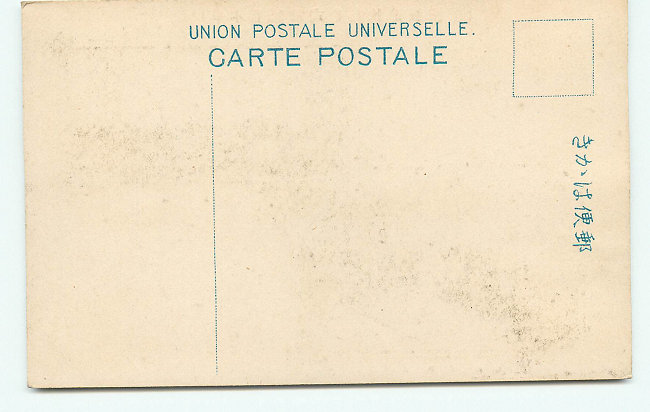 UNION POSTALE UNIVERSELLE.
CARTE POSTALE
郵便はかき